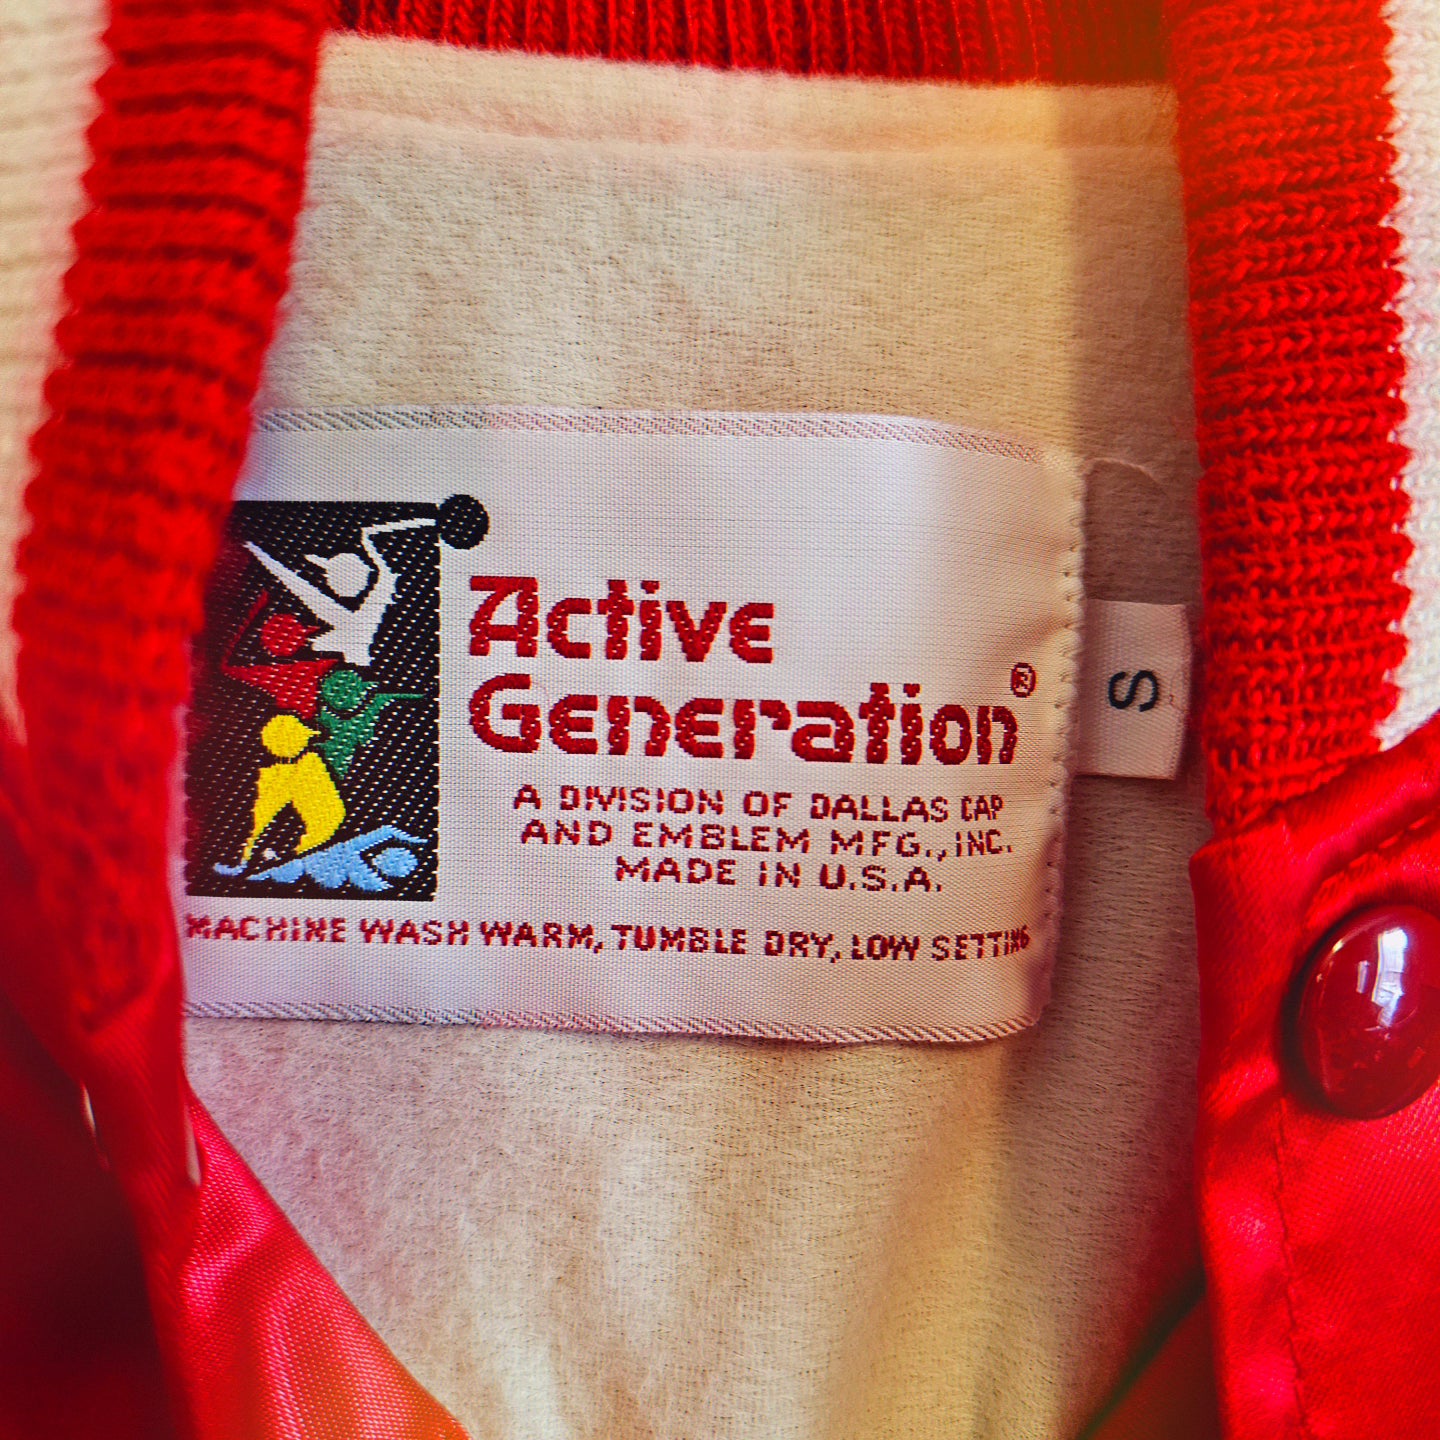 Active
Generation®
A DIVISION OF DALLAS CAP
AND EMBLEM MFG., INC.
MADE IN U.S.A.
MACHINE WASH WARM, TUMBLE DRY, LOW SETTING
S